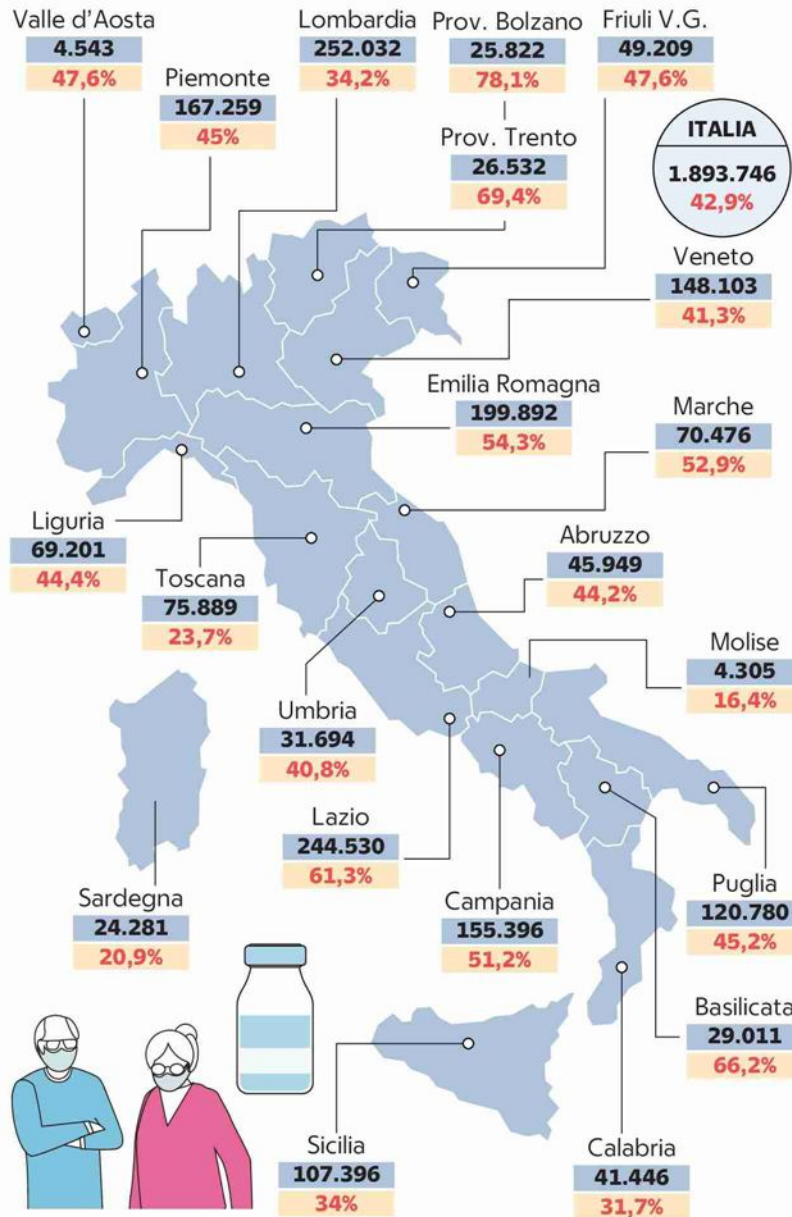 Valle d'Aosta
4.543
47,6%
Piemonte
167.259
45%
Lombardia
252.032
34,2%
Prov. Bolzano
25.822
78,1%
Prov. Trento
26.532
69,4%
Friuli V.G.
49.209
47,6%
ITALIA
1.893.746
42,9%
Veneto
148.103
41,3%
Emilia Romagna
199.892
54,3%
Marche
70.476
52,9%
Liguria
69.201
44,4%
Toscana
75.889
23,7%
Abruzzo
45.949
44,2%
Molise
4.305
16,4%
Umbria
31.694
40,8%
Lazio
244.530
61,3%
Sardegna
24.281
20,9%
Campania
155.396
51,2%
Puglia
120.780
45,2%
Basilicata
29.011
66,2%
Sicilia
107.396
34%
Calabria
41.446
31,7%